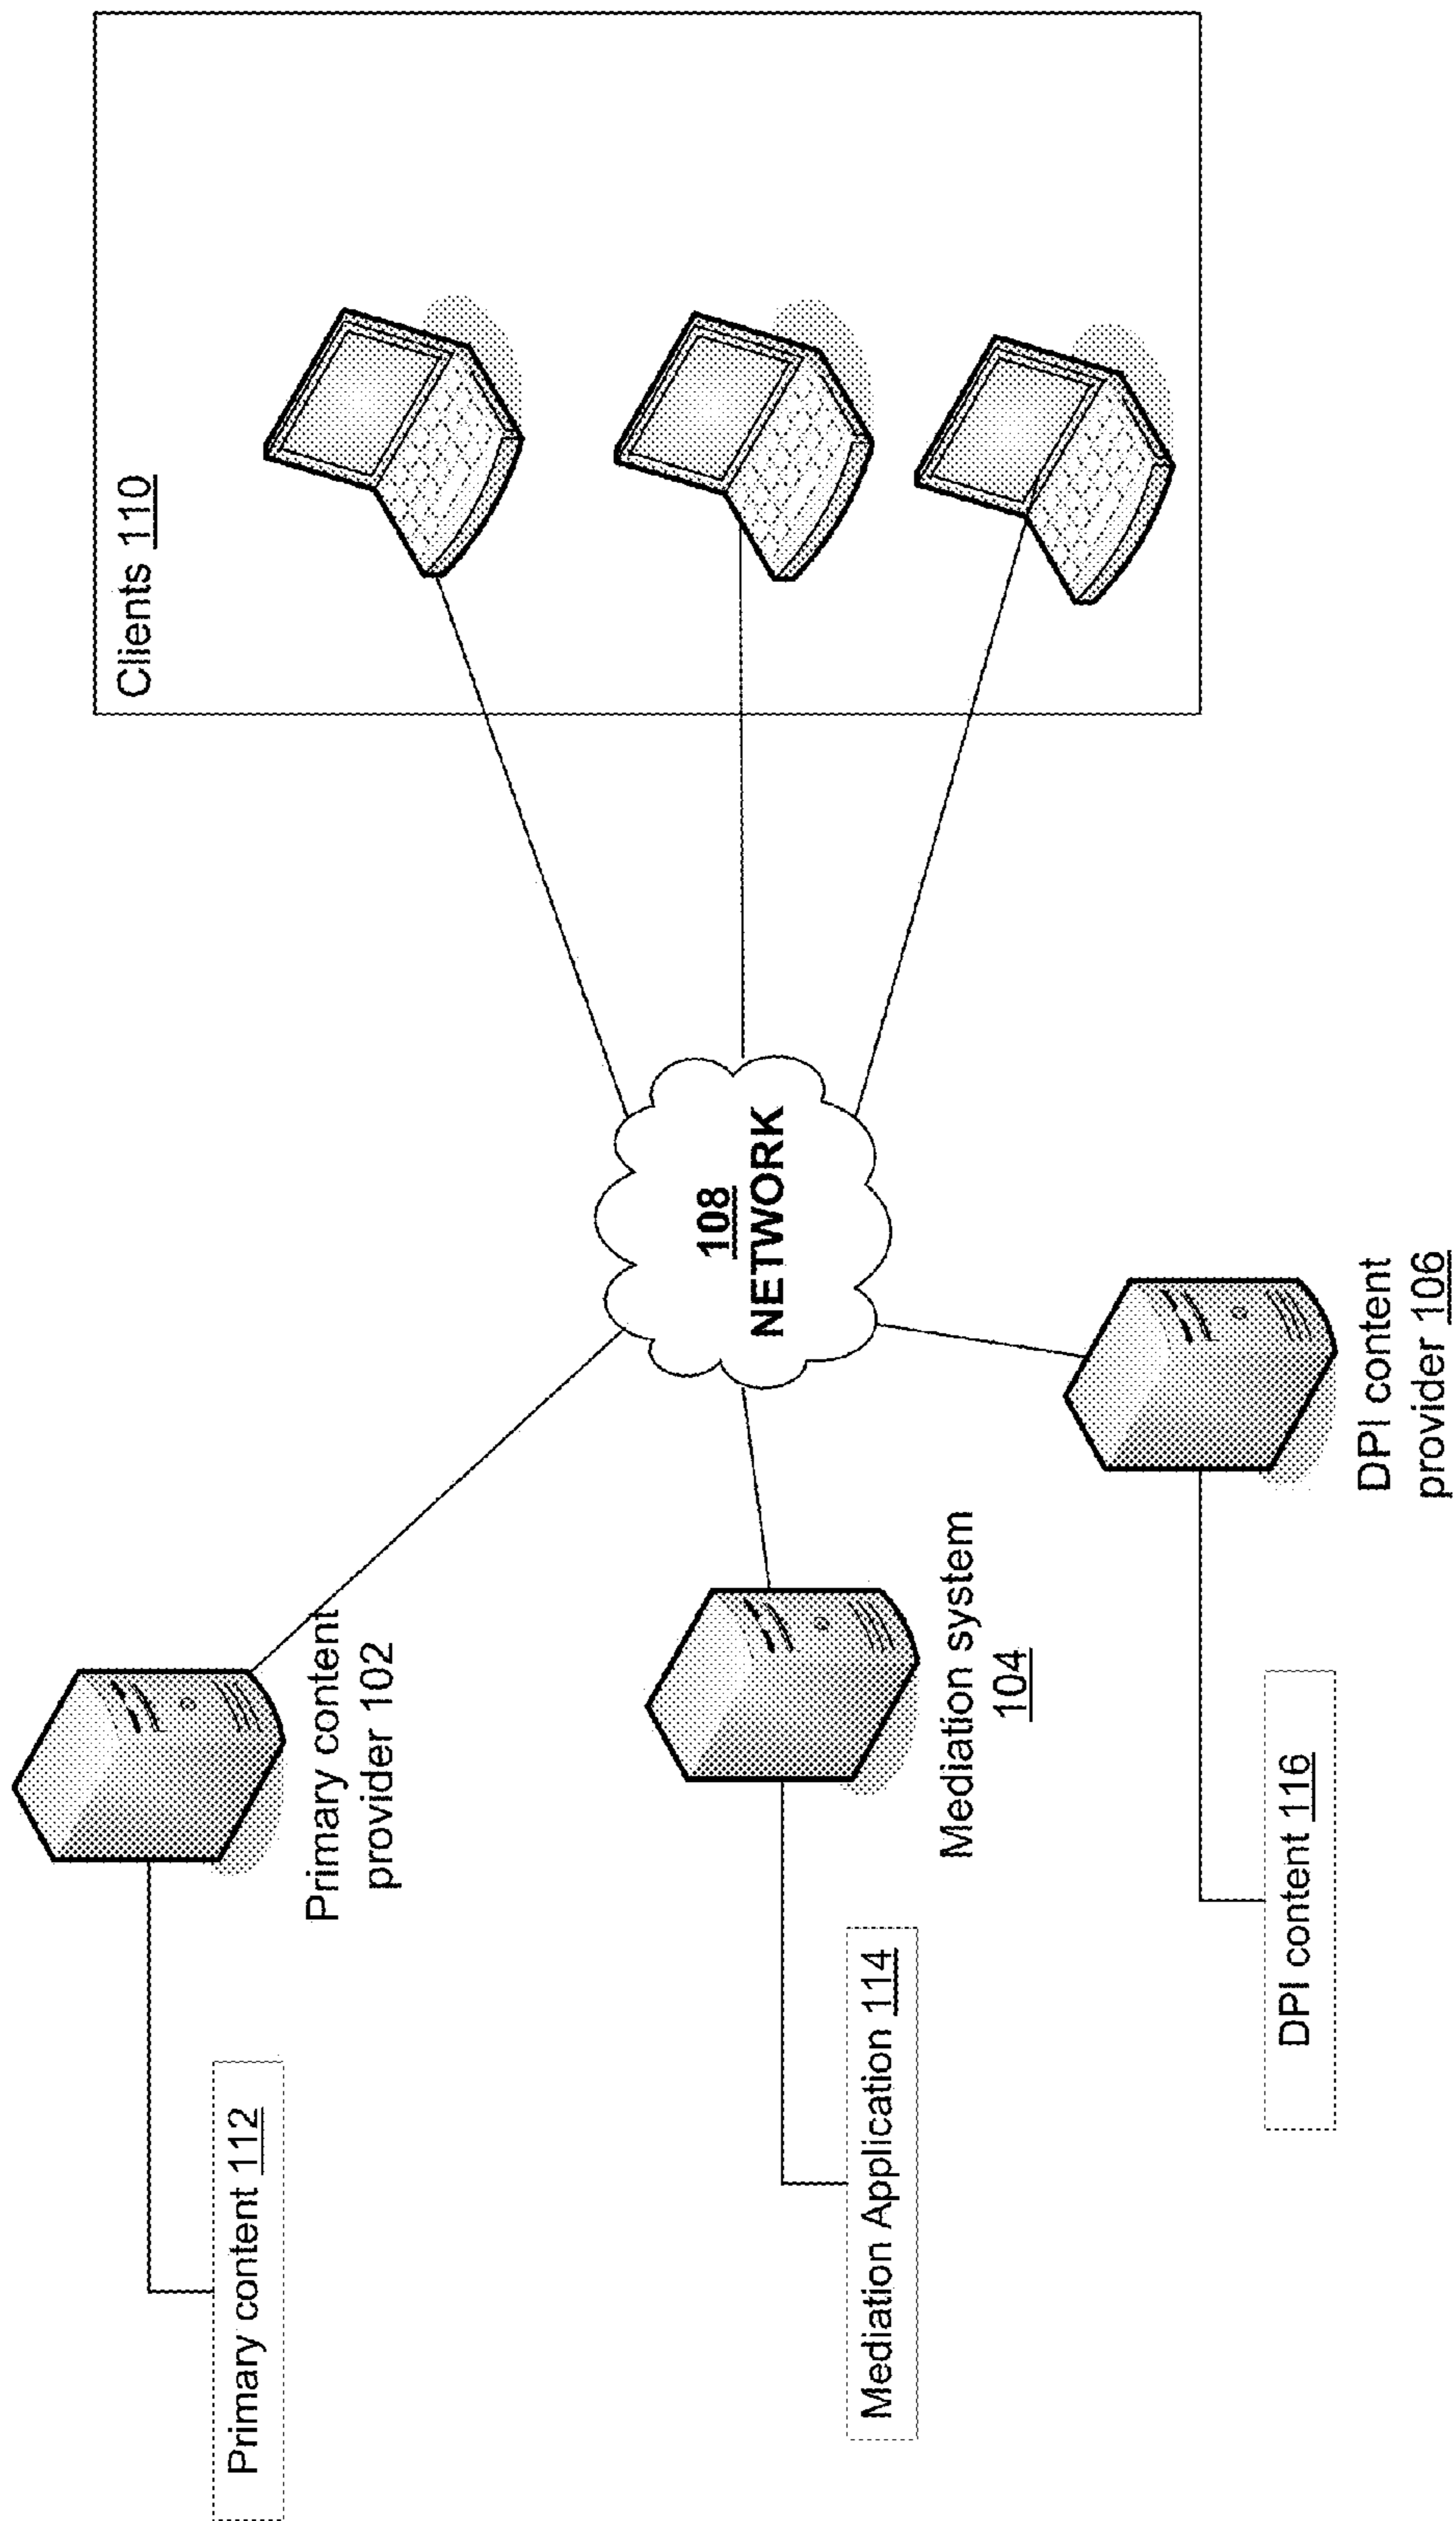 Primary content 112
Primary content
provider 102
Mediation Application 114
Mediation system
104
DPI content 116
DPI content
provider 106
108
NETWORK
Clients 110